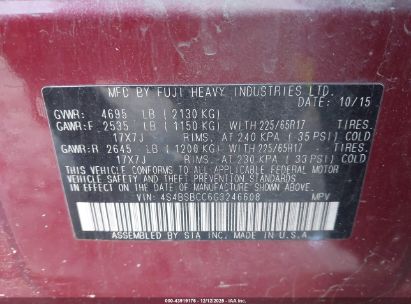 MFD BY FUJI HEAVY INDUSTRIES LTD.
DATE: 10/15
GVWR: 4695 LB (2130 KG)
GAWR:F 2535 LB (1150 KG) WITH 225/65R17 TIRES.
17X7J RIMS. AT 240 KPA (35 PSI) COLD
GAWR:R 2645 LB (1200 KG) WITH 225/65R17 TIRES.
17X7J RIMS. AT 230 KPA (33 PSI) COLD
THIS VEHICLE CONFORMS TO ALL APPLICABLE FEDERAL MOTOR
VEHICLE SAFETY, BUMPER, AND THEFT PREVENTION STANDARDS
IN EFFECT ON THE DATE OF MANUFACTURE SHOWN ABOVE.
VIN: 4S4BSBCC6G3246608 MPV
ASSEMBLED BY SIA IN U.S.A.